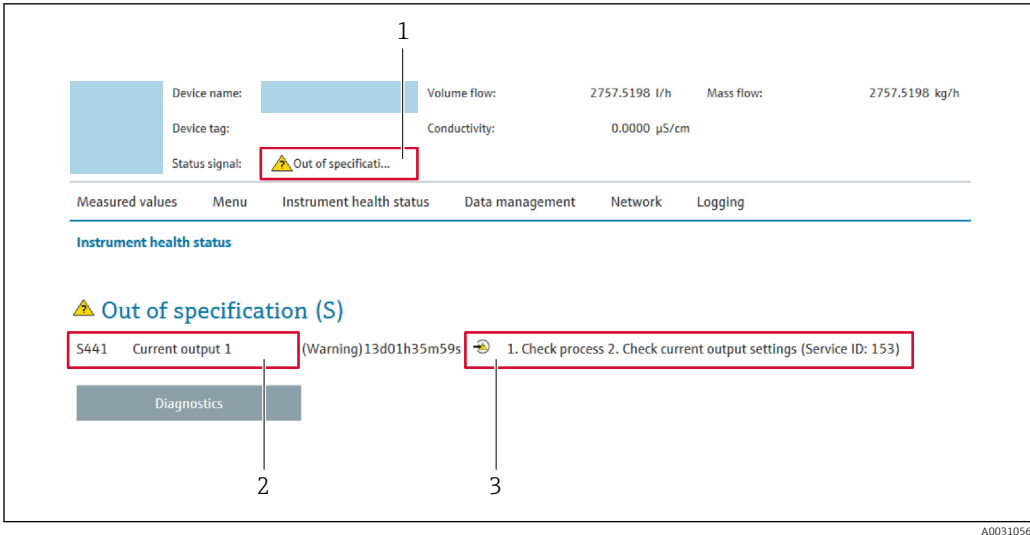 1
Device name: Volume flow: 2757.5198 l/h Mass flow: 2757.5198 kg/h
Device tag: Conductivity: 0.0000 µS/cm
Status signal: Out of specificati...
Measured values Menu Instrument health status Data management Network Logging
Instrument health status
Out of specification (S)
S441 Current output 1 (Warning)13d01h35m59s 1. Check process 2. Check current output settings (Service ID: 153)
Diagnostics
2 3
A0031056